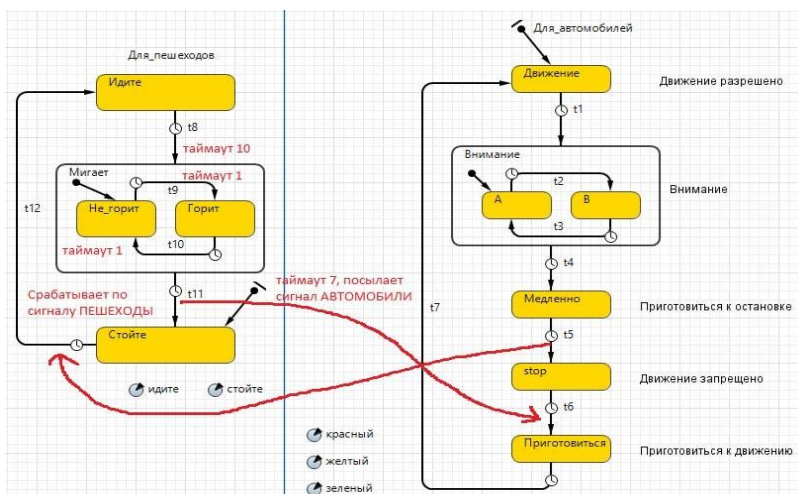 Для_пешеходов
Идите
t8
таймаут 10
Мигает
таймаут 1
t9
Не_горит
Горит
t10
таймаут 1
t12
t11
таймаут 7, посылает
сигнал АВТОМОБИЛИ
Срабатывает по
сигналу ПЕШЕХОДЫ
Стойте
идите
стойте
красный
желтый
зеленый
Для_автомобилей
Движение
Движение разрешено
t1
Внимание
t2
A
B
t3
Внимание
t4
t7
Медленно
Приготовиться к остановке
t5
stop
Движение запрещено
t6
Приготовиться
Приготовиться к движению